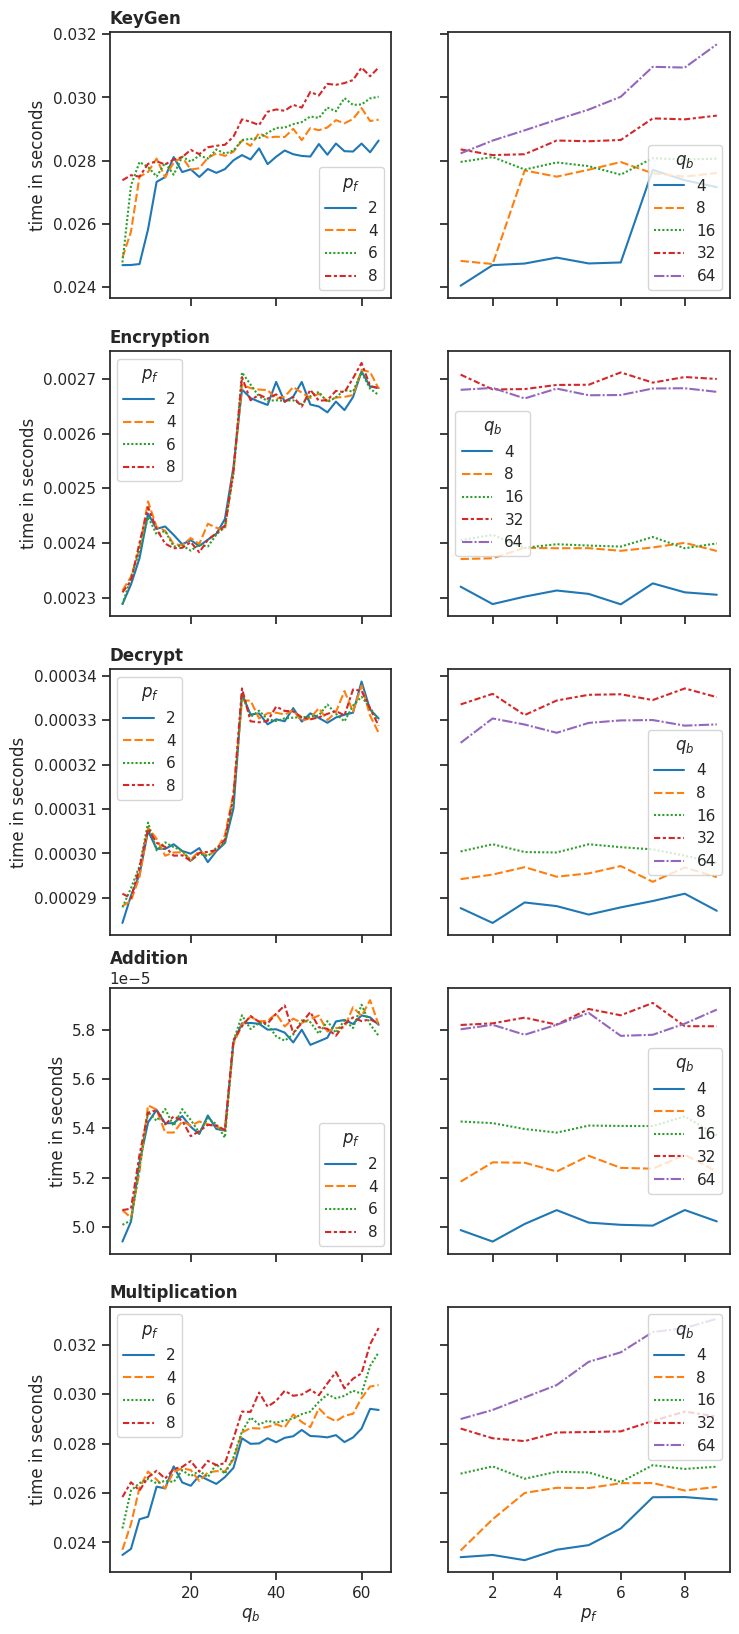 KeyGen
time in seconds
0.032
0.030
0.028
0.026
0.024
p_f
2
4
6
8
q_b
4
8
16
32
64
2 4 6 8
Encryption
time in seconds
0.0027
0.0026
0.0025
0.0024
0.0023
p_f
2
4
6
8
q_b
4
8
16
32
64
Decrypt
time in seconds
0.00034
0.00033
0.00032
0.00031
0.00030
0.00029
p_f
2
4
6
8
q_b
4
8
16
32
64
Addition
1e−5
time in seconds
5.8
5.6
5.4
5.2
5.0
p_f
2
4
6
8
q_b
4
8
16
32
64
Multiplication
time in seconds
0.032
0.030
0.028
0.026
0.024
p_f
2
4
6
8
q_b
4
8
16
32
64
20 40 60
q_b
2 4 6 8
p_f